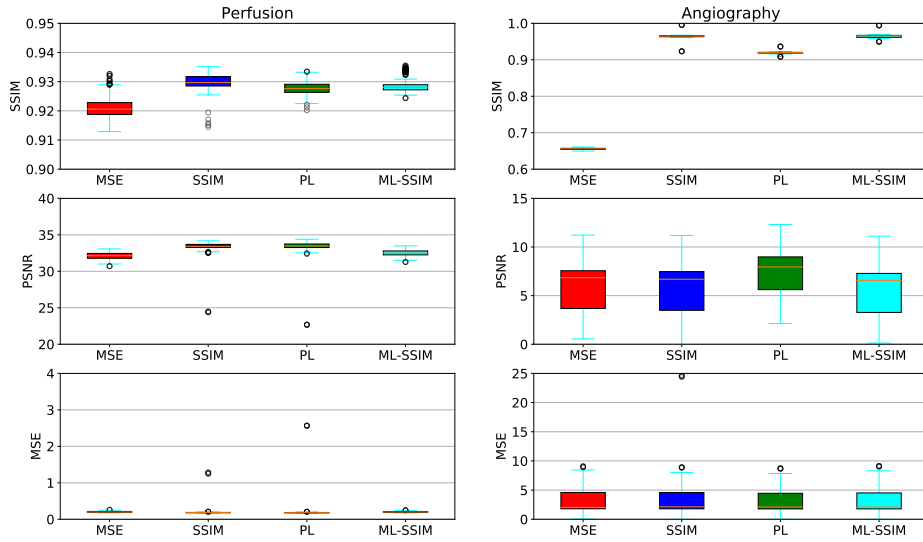 Perfusion
0.95
0.94
0.93
0.92
0.91
0.90
SSIM
MSE SSIM PL ML-SSIM
Angiography
1.0
0.9
0.8
0.7
0.6
SSIM
MSE SSIM PL ML-SSIM
40
35
30
25
20
PSNR
MSE SSIM PL ML-SSIM
15
10
5
0
PSNR
MSE SSIM PL ML-SSIM
4
3
2
1
0
MSE
MSE SSIM PL ML-SSIM
25
20
15
10
5
0
MSE
MSE SSIM PL ML-SSIM